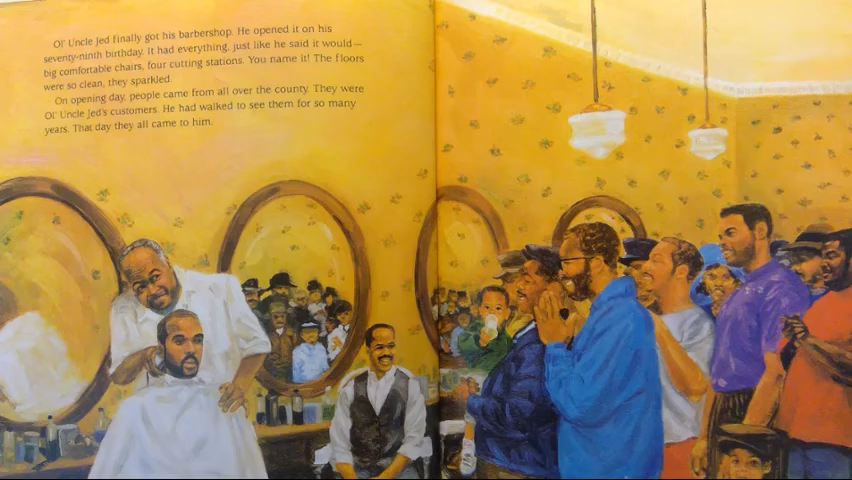 Ol' Uncle Jed finally got his barbershop. He opened it on his
seventy-ninth birthday. It had everything, just like he said it would—
big comfortable chairs, four cutting stations. You name it! The floors
were so clean, they sparkled.
On opening day, people came from all over the county. They were
Ol' Uncle Jed's customers. He had walked to see them for so many
years. That day they all came to him.